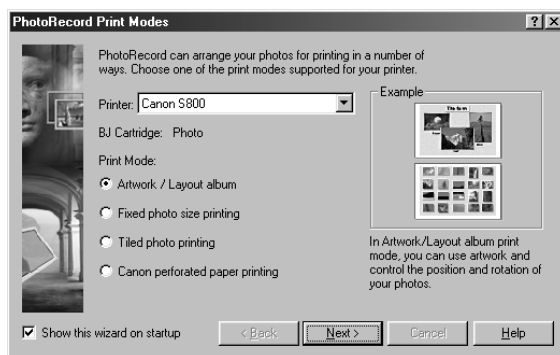 PhotoRecord Print Modes
PhotoRecord can arrange your photos for printing in a number of
ways. Choose one of the print modes supported for your printer.
Printer: Canon S800
BJ Cartridge: Photo
Print Mode:
Artwork / Layout album
Fixed photo size printing
Tiled photo printing
Canon perforated paper printing
Example
The farm
In Artwork/Layout album print
mode, you can use artwork and
control the position and rotation of
your photos.
Show this wizard on startup
< Back
Next >
Cancel
Help